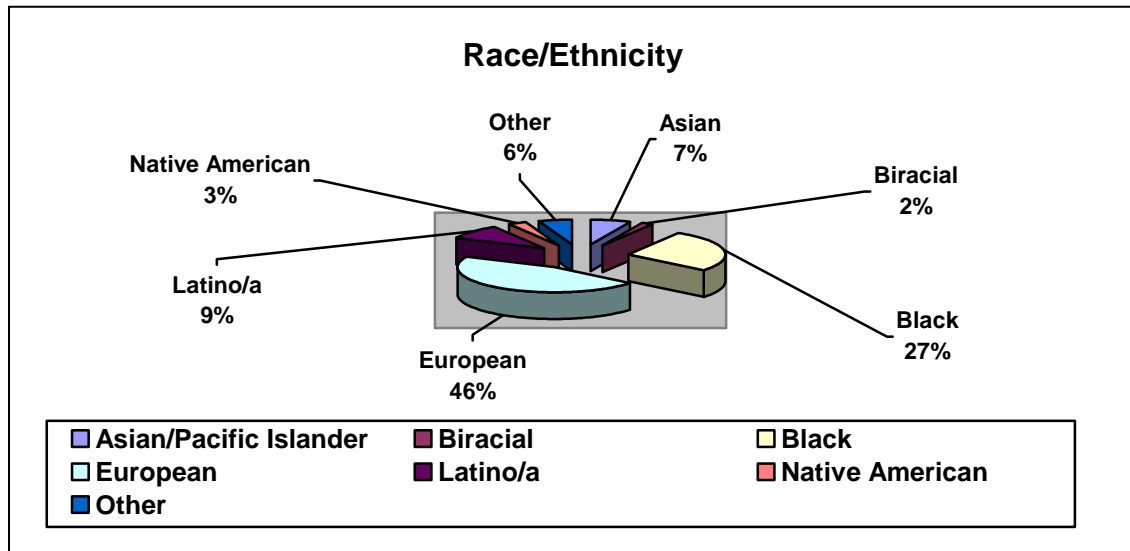 Race/Ethnicity
Other
6%
Asian
7%
Native American
3%
Biracial
2%
Latino/a
9%
Black
27%
European
46%
Asian/Pacific Islander Biracial Black
European Latino/a Native American
Other